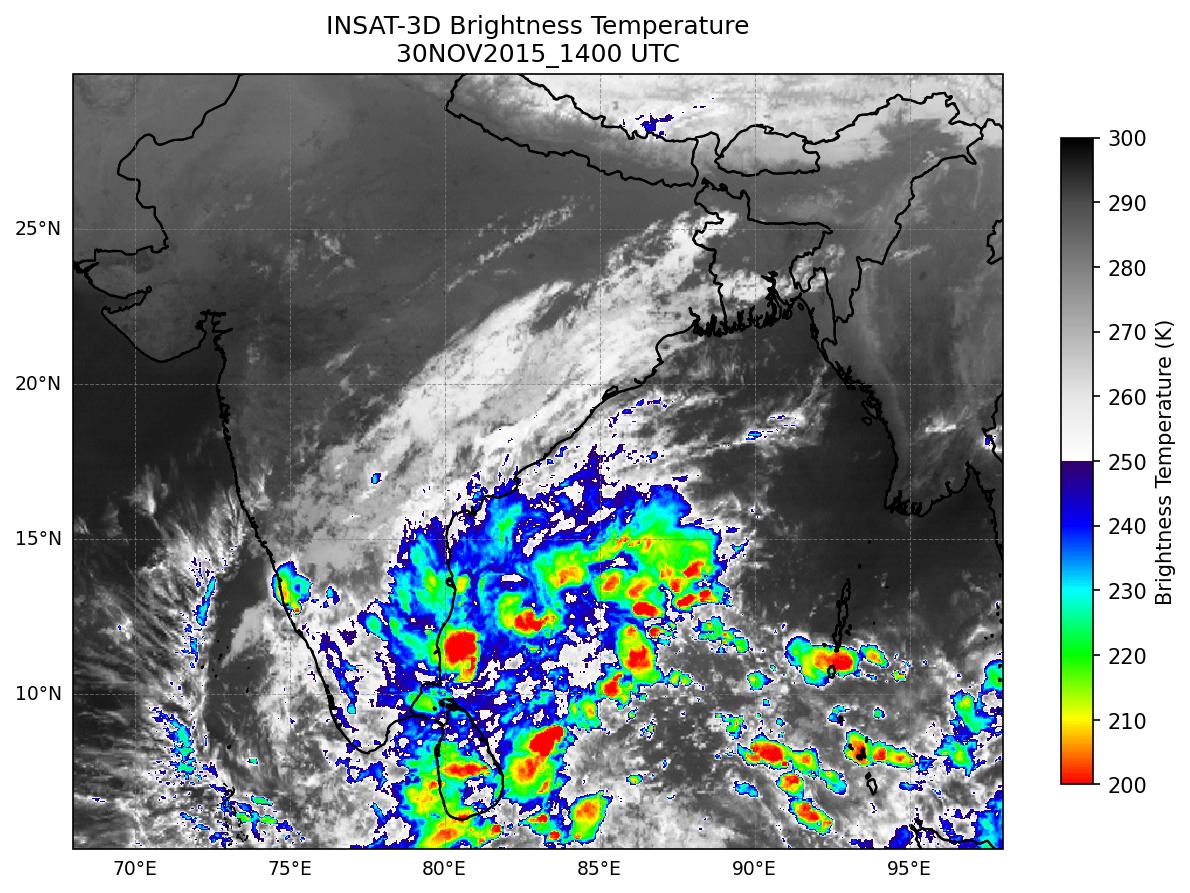 INSAT-3D Brightness Temperature
30NOV2015_1400 UTC
25°N
20°N
15°N
10°N
70°E
75°E
80°E
85°E
90°E
95°E
300
290
280
270
260
250
240
230
220
210
200
Brightness Temperature (K)